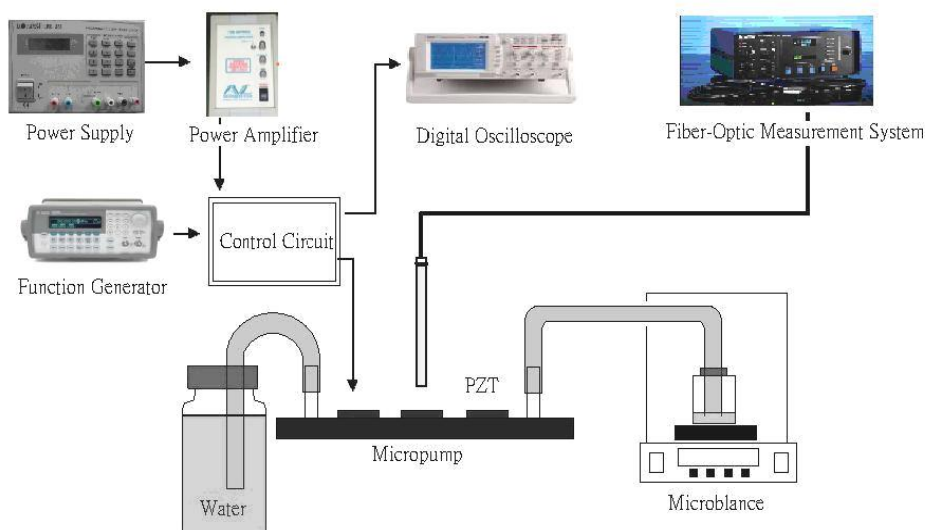 Power Supply
Power Amplifier
Digital Oscilloscope
Fiber-Optic Measurement System
Function Generator
Control Circuit
PZT
Micropump
Water
Microblance